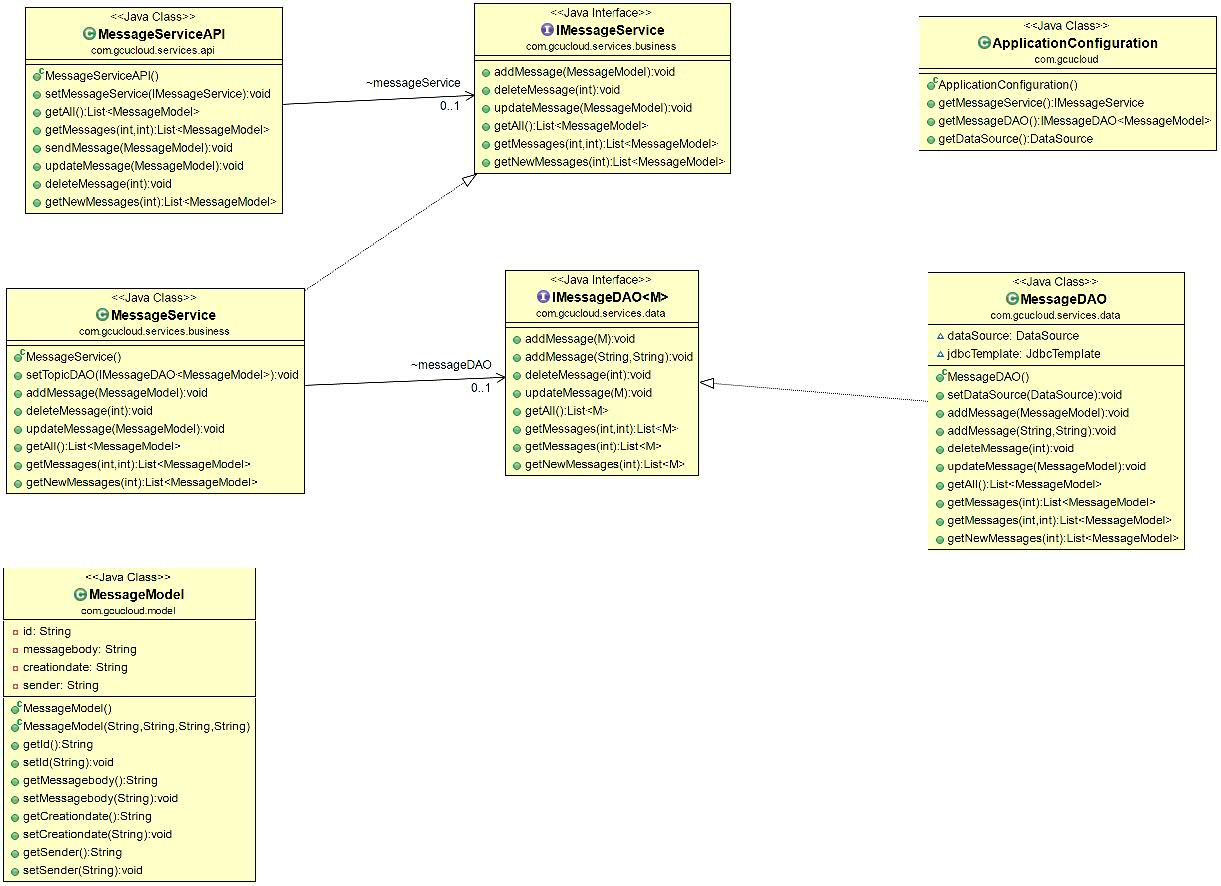 <<Java Class>>
MessageServiceAPI
com.gcucloud.services.api
MessageServiceAPI()
setMessageService(IMessageService):void
getAll():List<MessageModel>
getMessages(int,int):List<MessageModel>
sendMessage(MessageModel):void
updateMessage(MessageModel):void
deleteMessage(int):void
getNewMessages(int):List<MessageModel>
~messageService
0..1
<<Java Interface>>
IMessageService
com.gcucloud.services.business
addMessage(MessageModel):void
deleteMessage(int):void
updateMessage(MessageModel):void
getAll():List<MessageModel>
getMessages(int,int):List<MessageModel>
getNewMessages(int):List<MessageModel>
<<Java Class>>
ApplicationConfiguration
com.gcucloud
ApplicationConfiguration()
getMessageService():IMessageService
getMessageDAO():IMessageDAO<MessageModel>
getDataSource():DataSource
<<Java Class>>
MessageService
com.gcucloud.services.business
MessageService()
setTopicDAO(IMessageDAO<MessageModel>):void
addMessage(MessageModel):void
deleteMessage(int):void
updateMessage(MessageModel):void
getAll():List<MessageModel>
getMessages(int,int):List<MessageModel>
getNewMessages(int):List<MessageModel>
~messageDAO
0..1
<<Java Interface>>
IMessageDAO<M>
com.gcucloud.services.data
addMessage(M):void
addMessage(String,String):void
deleteMessage(int):void
updateMessage(M):void
getAll():List<M>
getMessages(int,int):List<M>
getMessages(int):List<M>
getNewMessages(int):List<M>
<<Java Class>>
MessageDAO
com.gcucloud.services.data
dataSource: DataSource
jdbcTemplate: JdbcTemplate
MessageDAO()
setDataSource(DataSource):void
addMessage(MessageModel):void
addMessage(String,String):void
deleteMessage(int):void
updateMessage(MessageModel):void
getAll():List<MessageModel>
getMessages(int):List<MessageModel>
getMessages(int,int):List<MessageModel>
getNewMessages(int):List<MessageModel>
<<Java Class>>
MessageModel
com.gcucloud.model
id: String
messagebody: String
creationdate: String
sender: String
MessageModel()
MessageModel(String,String,String,String)
getId():String
setId(String):void
getMessagebody():String
setMessagebody(String):void
getCreationdate():String
setCreationdate(String):void
getSender():String
setSender(String):void